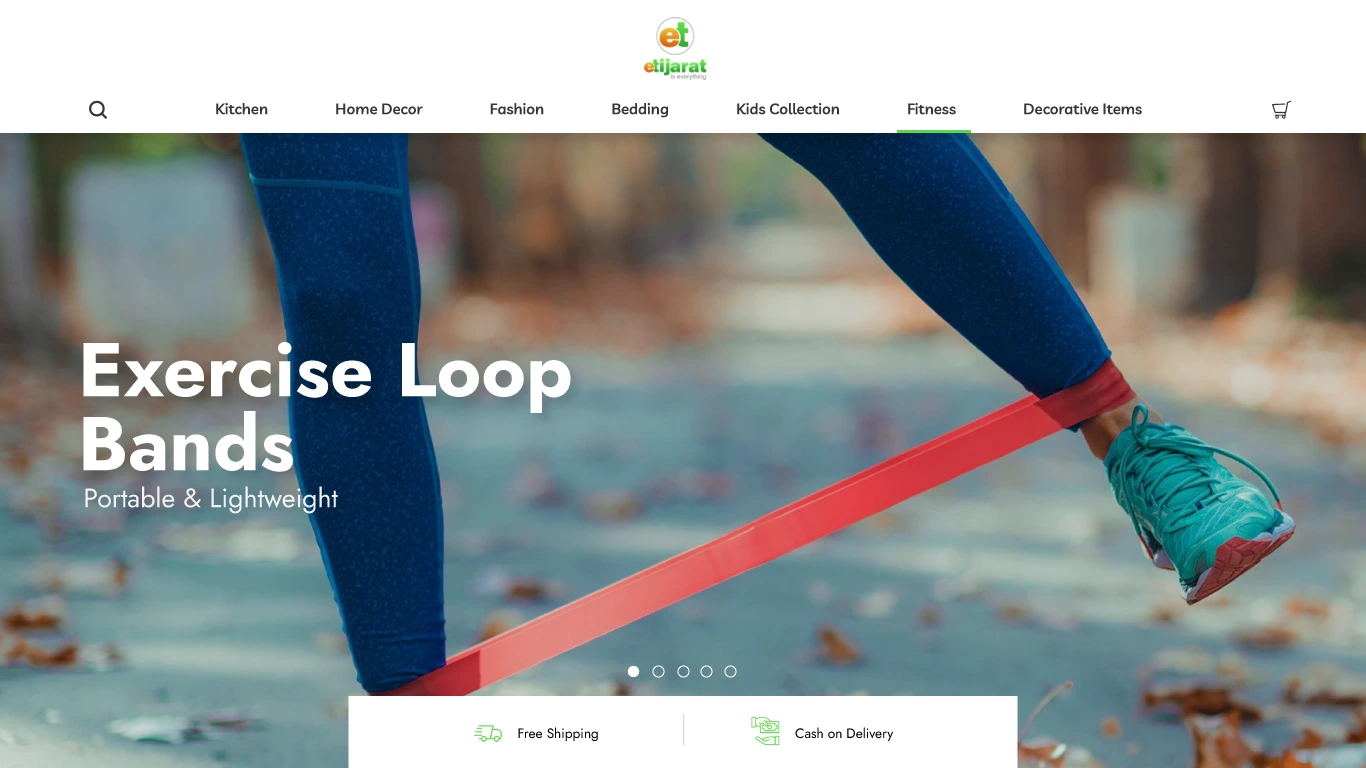 et
etijarat
is everything
Kitchen
Home Decor
Fashion
Bedding
Kids Collection
Fitness
Decorative Items
Exercise Loop
Bands
Portable & Lightweight
Free Shipping
Cash on Delivery